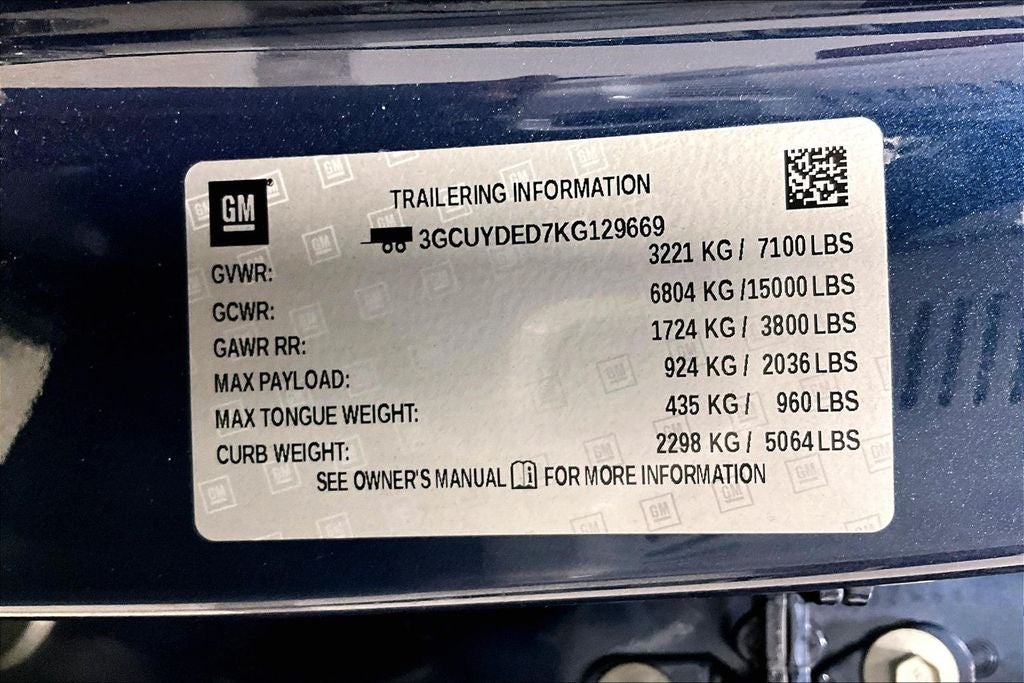 GM
TRAILERING INFORMATION
3GCUYDED7KG129669
GVWR: 3221 KG / 7100 LBS
GCWR: 6804 KG /15000 LBS
GAWR RR: 1724 KG / 3800 LBS
MAX PAYLOAD: 924 KG / 2036 LBS
MAX TONGUE WEIGHT: 435 KG / 960 LBS
CURB WEIGHT: 2298 KG / 5064 LBS
SEE OWNER'S MANUAL FOR MORE INFORMATION